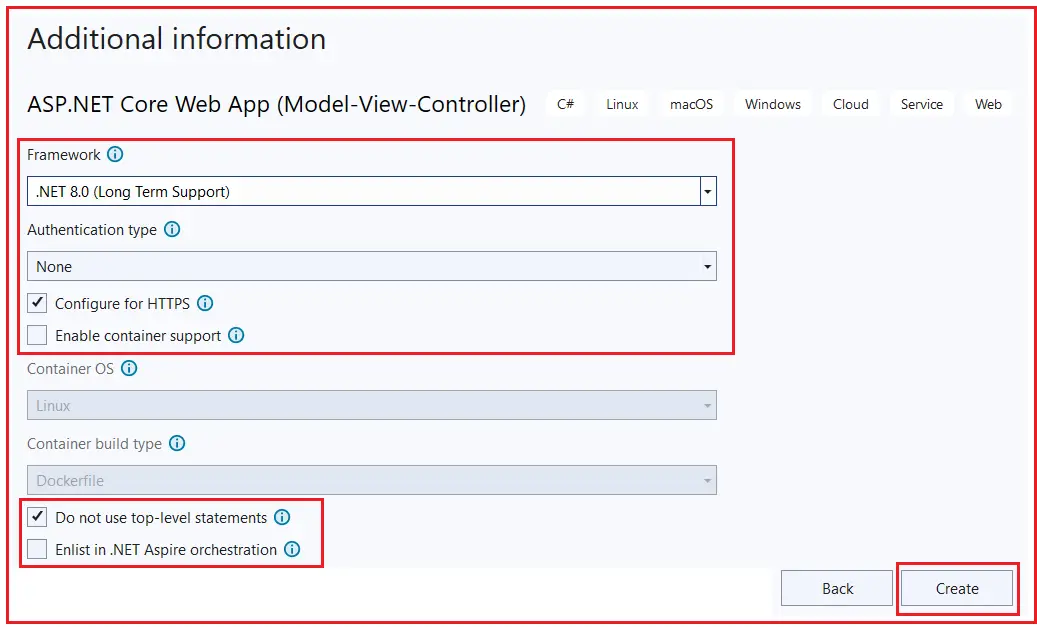 Additional information
ASP.NET Core Web App (Model-View-Controller) C# Linux macOS Windows Cloud Service Web
Framework
.NET 8.0 (Long Term Support)
Authentication type
None
Configure for HTTPS
Enable container support
Container OS
Linux
Container build type
Dockerfile
Do not use top-level statements
Enlist in .NET Aspire orchestration
Back Create